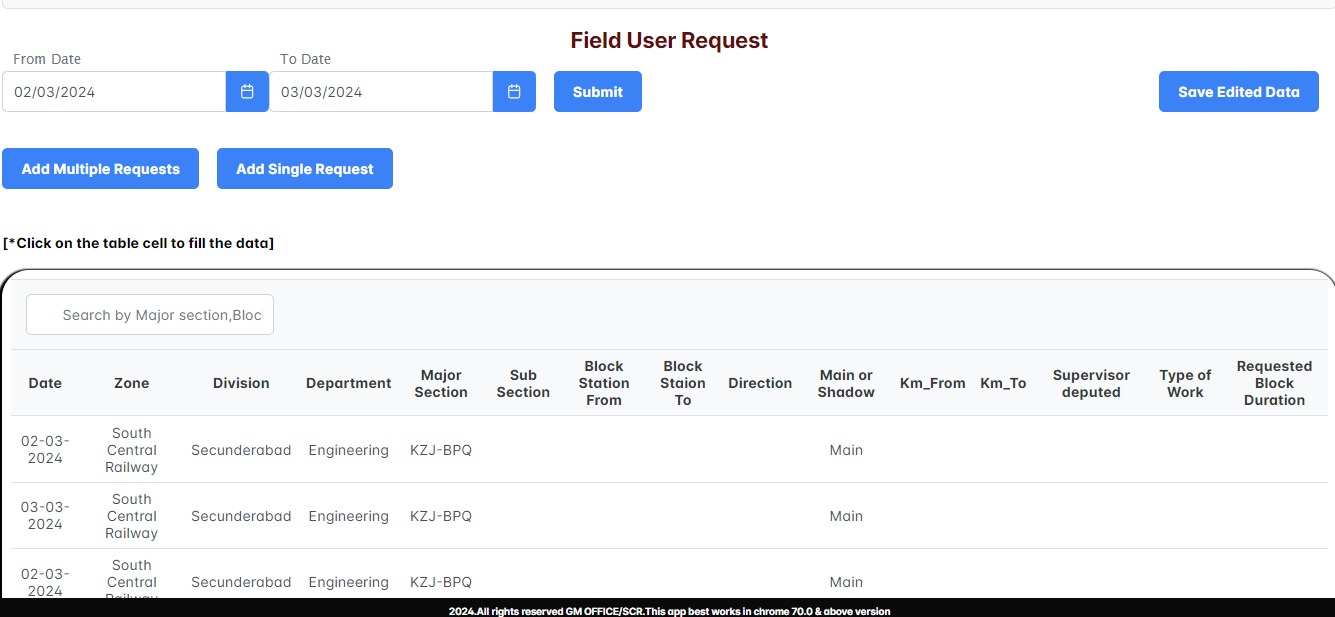 Field User Request
From Date To Date
02/03/2024 03/03/2024 Submit Save Edited Data
Add Multiple Requests Add Single Request
[*Click on the table cell to fill the data]
Search by Major section,Bloc
Date Zone Division Department Major Section Sub Section Block Station From Block Staion To Direction Main or Shadow Km_From Km_To Supervisor deputed Type of Work Requested Block Duration
02-03-2024 South Central Railway Secunderabad Engineering KZJ-BPQ Main
03-03-2024 South Central Railway Secunderabad Engineering KZJ-BPQ Main
02-03-2024 South Central Railway Secunderabad Engineering KZJ-BPQ Main
2024.All rights reserved GM OFFICE/SCR.This app best works in chrome 70.0 & above version